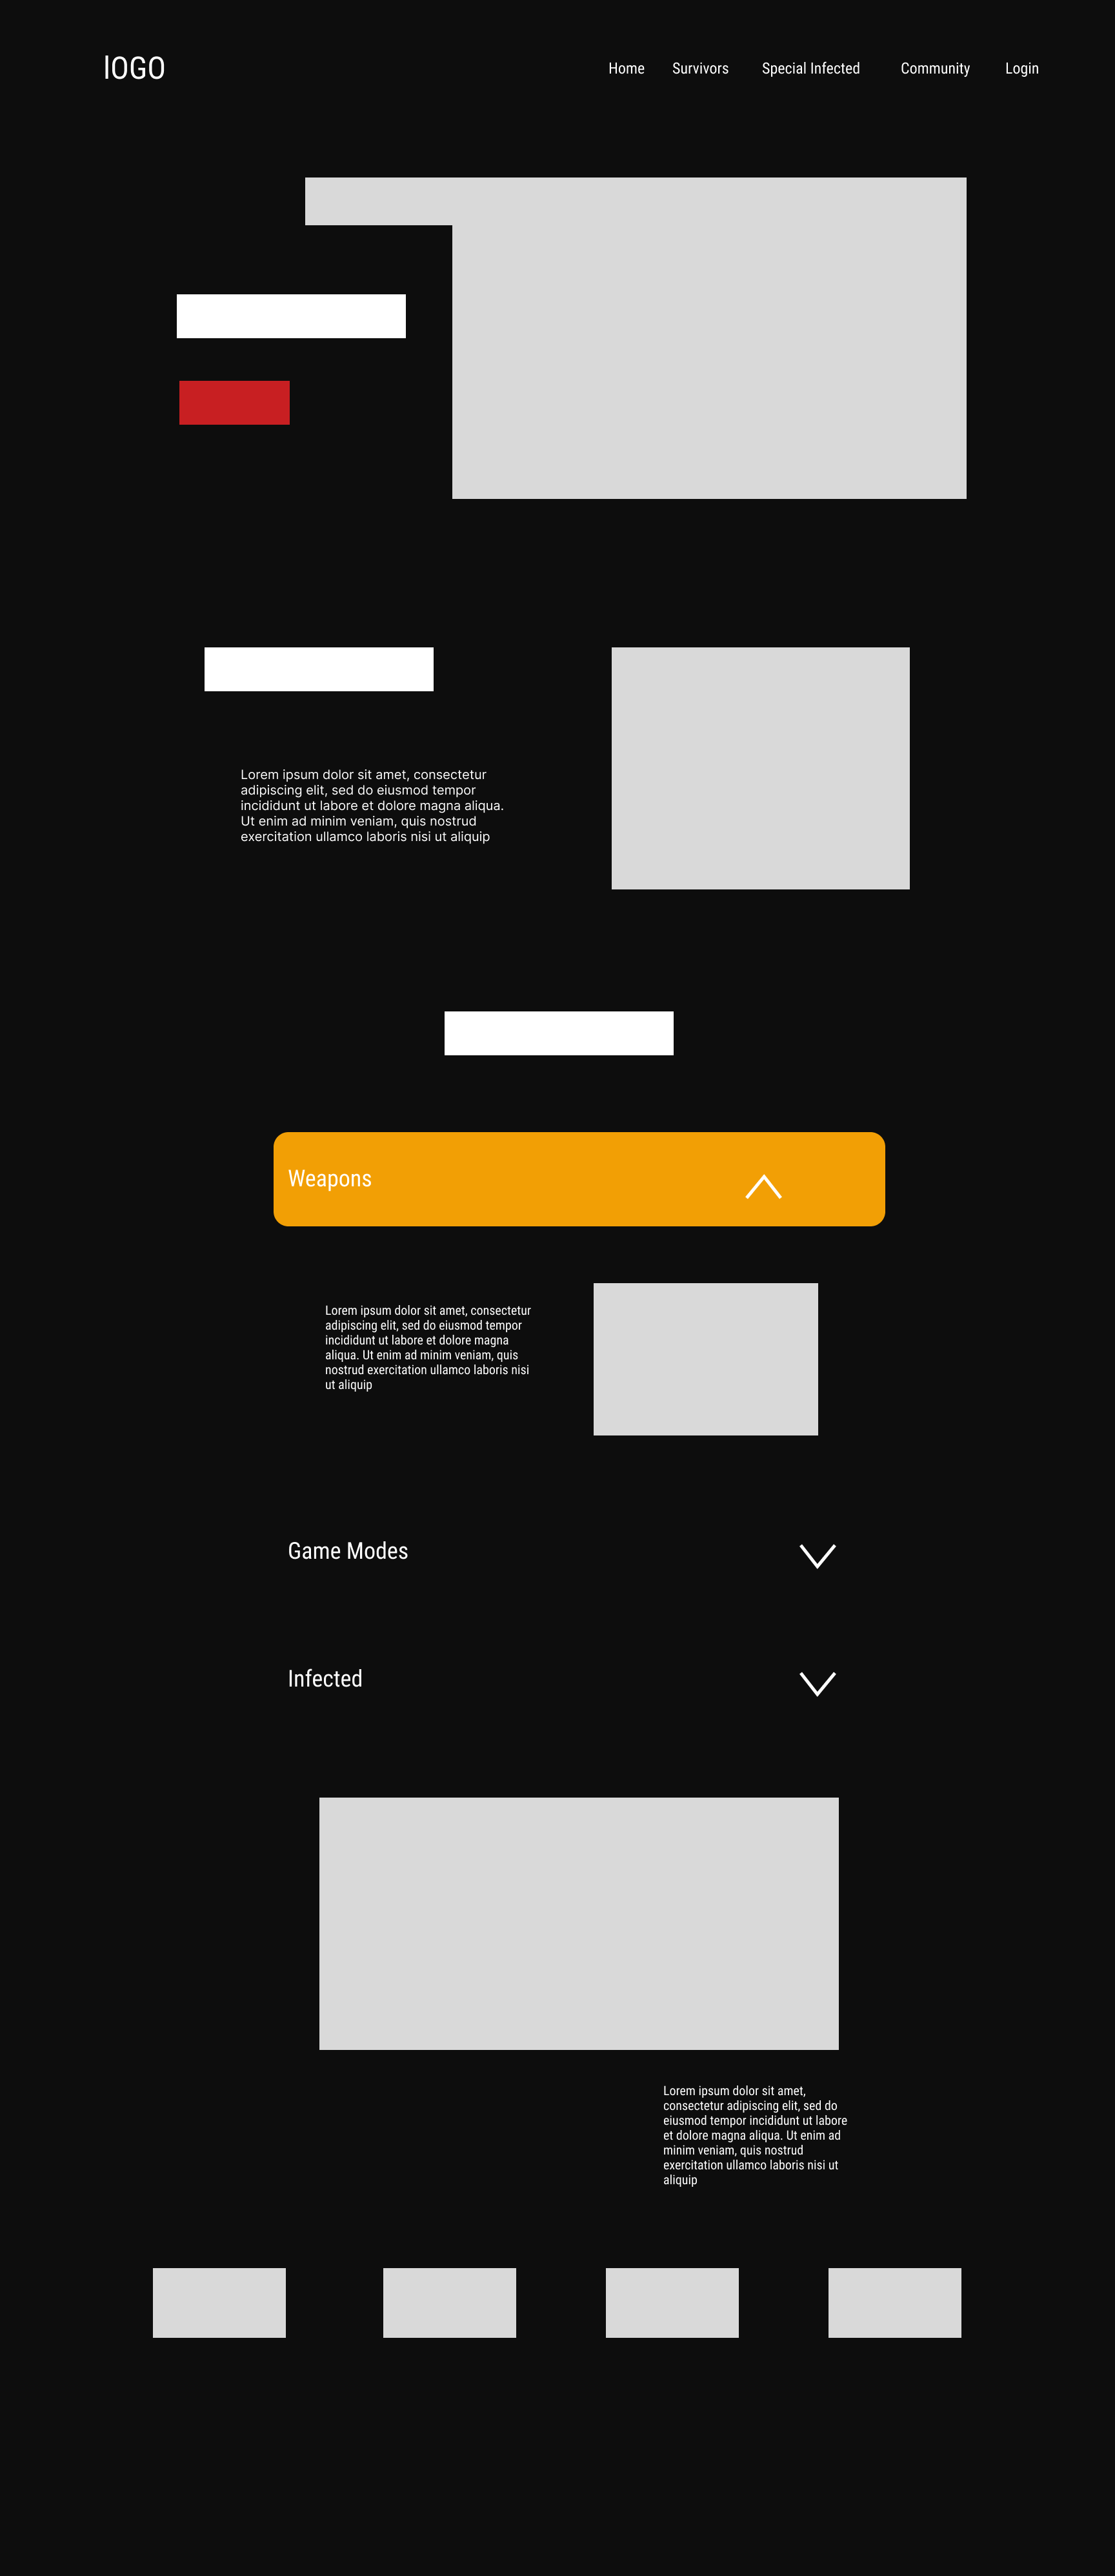 lOGO
Home Survivors Special Infected Community Login
Lorem ipsum dolor sit amet, consectetur
adipiscing elit, sed do eiusmod tempor
incididunt ut labore et dolore magna aliqua.
Ut enim ad minim veniam, quis nostrud
exercitation ullamco laboris nisi ut aliquip
Weapons
Lorem ipsum dolor sit amet, consectetur
adipiscing elit, sed do eiusmod tempor
incididunt ut labore et dolore magna
aliqua. Ut enim ad minim veniam, quis
nostrud exercitation ullamco laboris nisi
ut aliquip
Game Modes
Infected
Lorem ipsum dolor sit amet,
consectetur adipiscing elit, sed do
eiusmod tempor incididunt ut labore
et dolore magna aliqua. Ut enim ad
minim veniam, quis nostrud
exercitation ullamco laboris nisi ut
aliquip